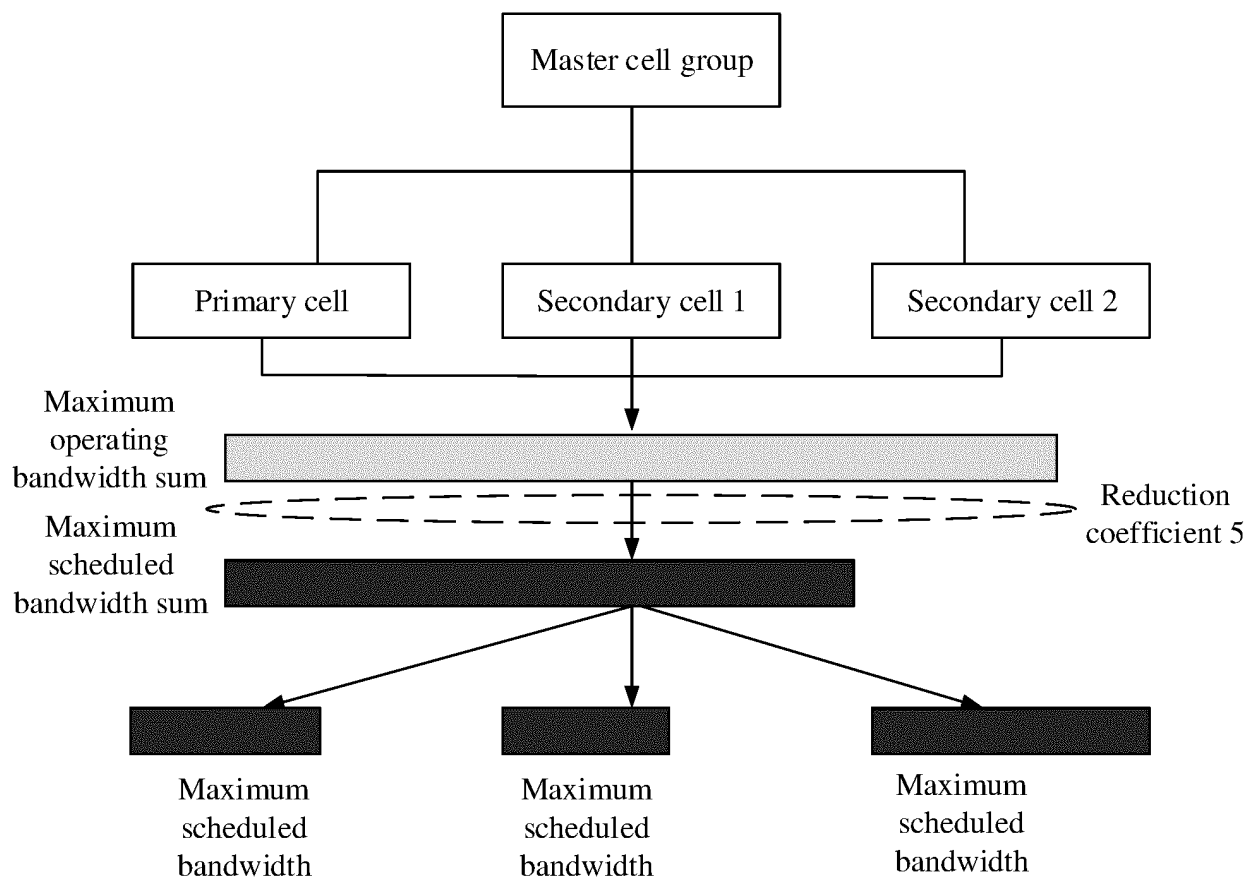 Master cell group
Primary cell
Secondary cell 1
Secondary cell 2
Maximum
operating
bandwidth sum
Reduction
coefficient 5
Maximum
scheduled
bandwidth sum
Maximum
scheduled
bandwidth
Maximum
scheduled
bandwidth
Maximum
scheduled
bandwidth